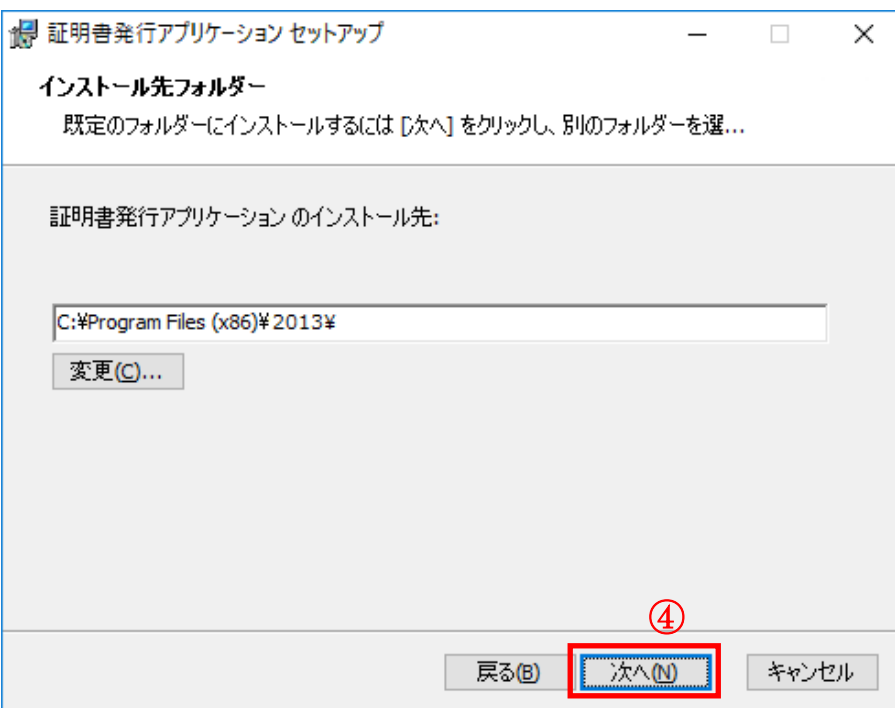 証明書発行アプリケーション セットアップ
インストール先フォルダー
既定のフォルダーにインストールするには [次へ] をクリックし、別のフォルダーを選...
証明書発行アプリケーション のインストール先:
C:¥Program Files (x86)¥2013¥
変更(C)...
④
戻る(B) 次へ(N) キャンセル